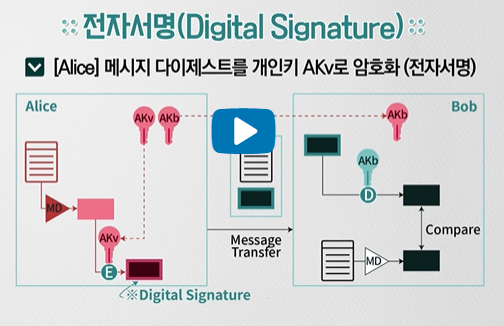 전자서명(Digital Signature)
[Alice] 메시지 다이제스트를 개인키 AKv로 암호화 (전자서명)
Alice
Bob
AKv
AKb
AKb
MD
AKv
E
※Digital Signature
Message
Transfer
AKb
D
Compare
MD